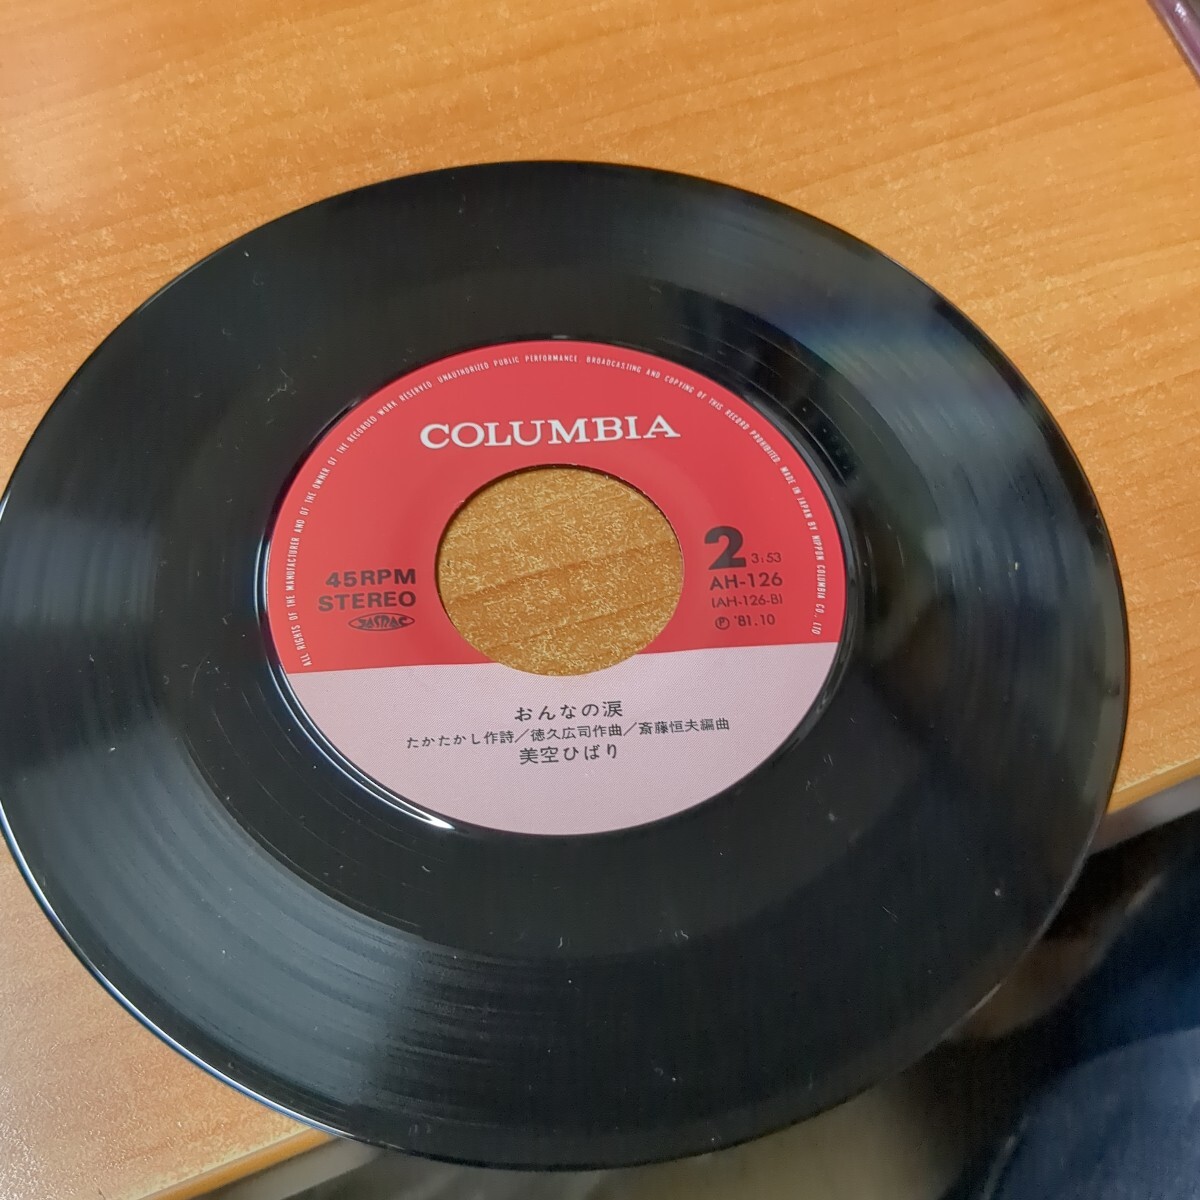 ALL RIGHTS OF THE MANUFACTURER AND OF THE OWNER OF THE RECORDED WORK RESERVED. UNAUTHORIZED PUBLIC PERFORMANCE. BROADCASTING AND COPYING OF THIS RECORD PROHIBITED. MADE IN JAPAN BY NIPPON COLUMBIA CO., LTD
COLUMBIA
2 3:53
45RPM
STEREO
JASRAC
AH-126
(AH-126-B)
Ⓟ '81.10
おんなの涙
たかたかし作詩／徳久広司作曲／斎藤恒夫編曲
美空ひばり